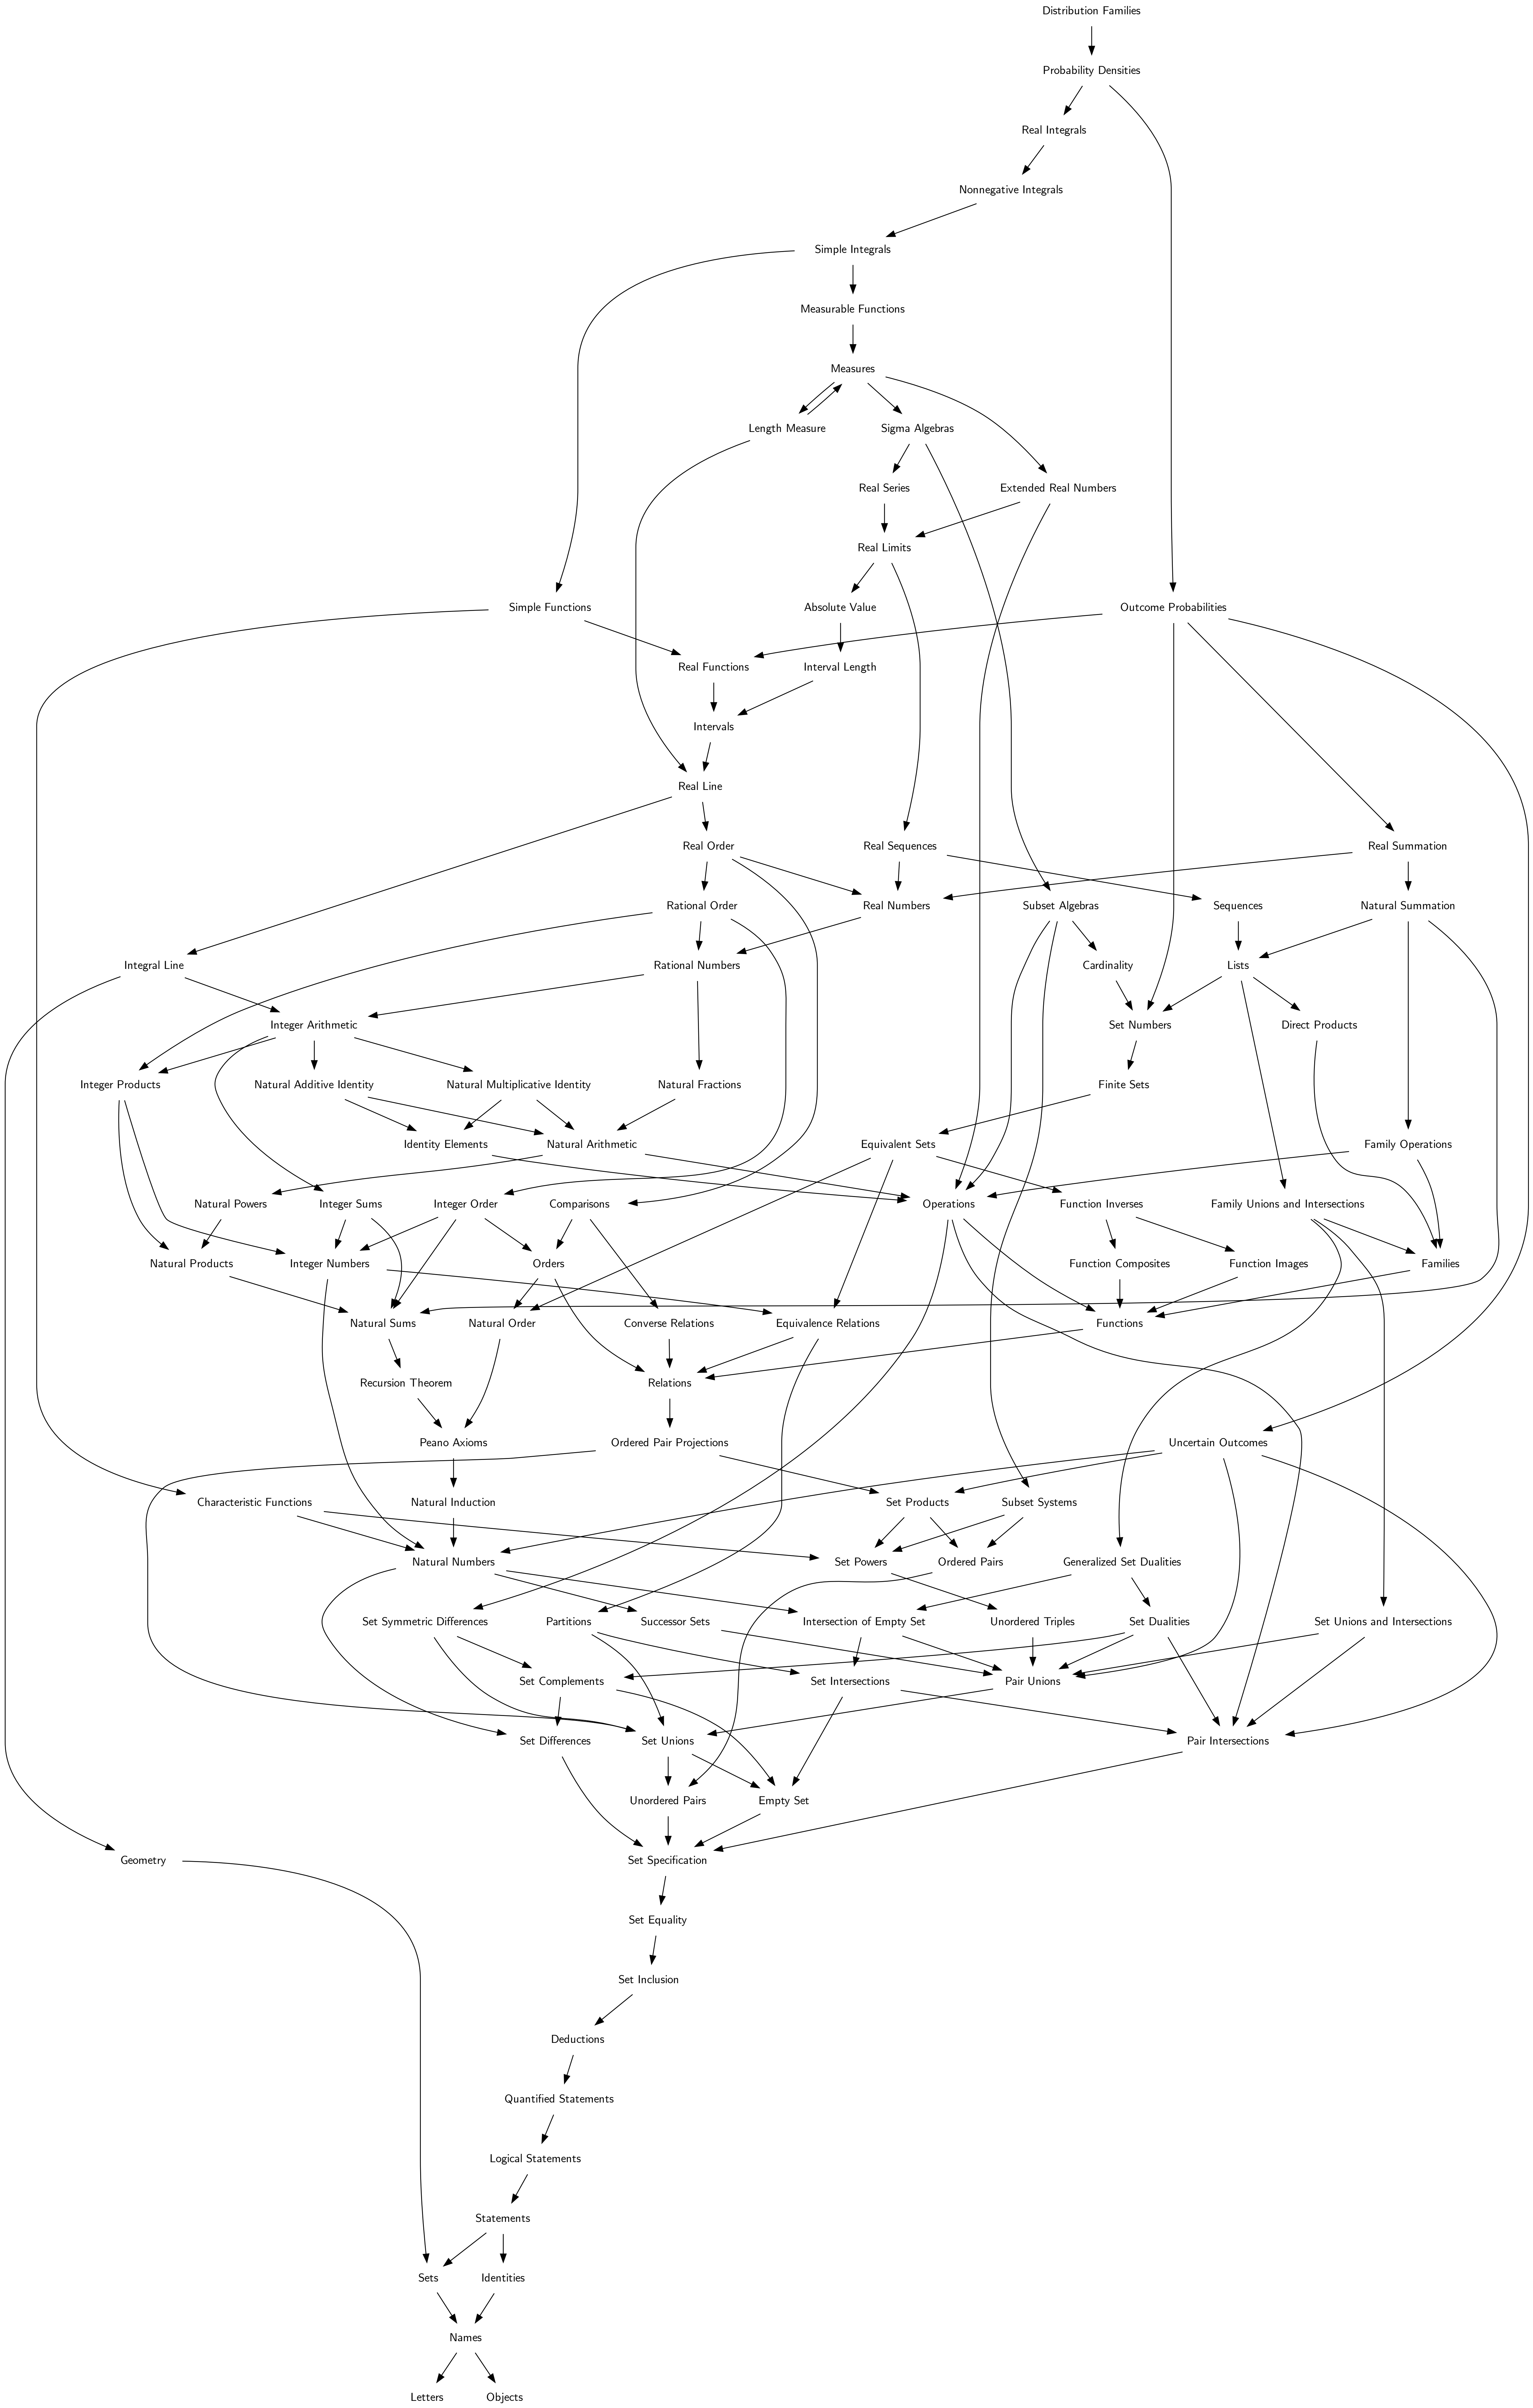 Distribution Families
Probability Densities
Real Integrals
Nonnegative Integrals
Simple Integrals
Measurable Functions
Measures
Length Measure
Sigma Algebras
Real Series
Extended Real Numbers
Real Limits
Simple Functions
Absolute Value
Outcome Probabilities
Real Functions
Interval Length
Intervals
Real Line
Real Order
Real Sequences
Real Summation
Rational Order
Real Numbers
Subset Algebras
Sequences
Natural Summation
Integral Line
Rational Numbers
Cardinality
Lists
Integer Arithmetic
Set Numbers
Direct Products
Integer Products
Natural Additive Identity
Natural Multiplicative Identity
Natural Fractions
Finite Sets
Identity Elements
Natural Arithmetic
Equivalent Sets
Family Operations
Natural Powers
Integer Sums
Integer Order
Comparisons
Operations
Function Inverses
Family Unions and Intersections
Natural Products
Integer Numbers
Orders
Function Composites
Function Images
Families
Natural Sums
Natural Order
Converse Relations
Equivalence Relations
Functions
Recursion Theorem
Relations
Peano Axioms
Ordered Pair Projections
Uncertain Outcomes
Characteristic Functions
Natural Induction
Set Products
Subset Systems
Natural Numbers
Set Powers
Ordered Pairs
Generalized Set Dualities
Set Symmetric Differences
Partitions
Successor Sets
Intersection of Empty Set
Unordered Triples
Set Dualities
Set Unions and Intersections
Set Complements
Set Intersections
Pair Unions
Set Differences
Set Unions
Pair Intersections
Unordered Pairs
Empty Set
Geometry
Set Specification
Set Equality
Set Inclusion
Deductions
Quantified Statements
Logical Statements
Statements
Sets
Identities
Names
Letters
Objects